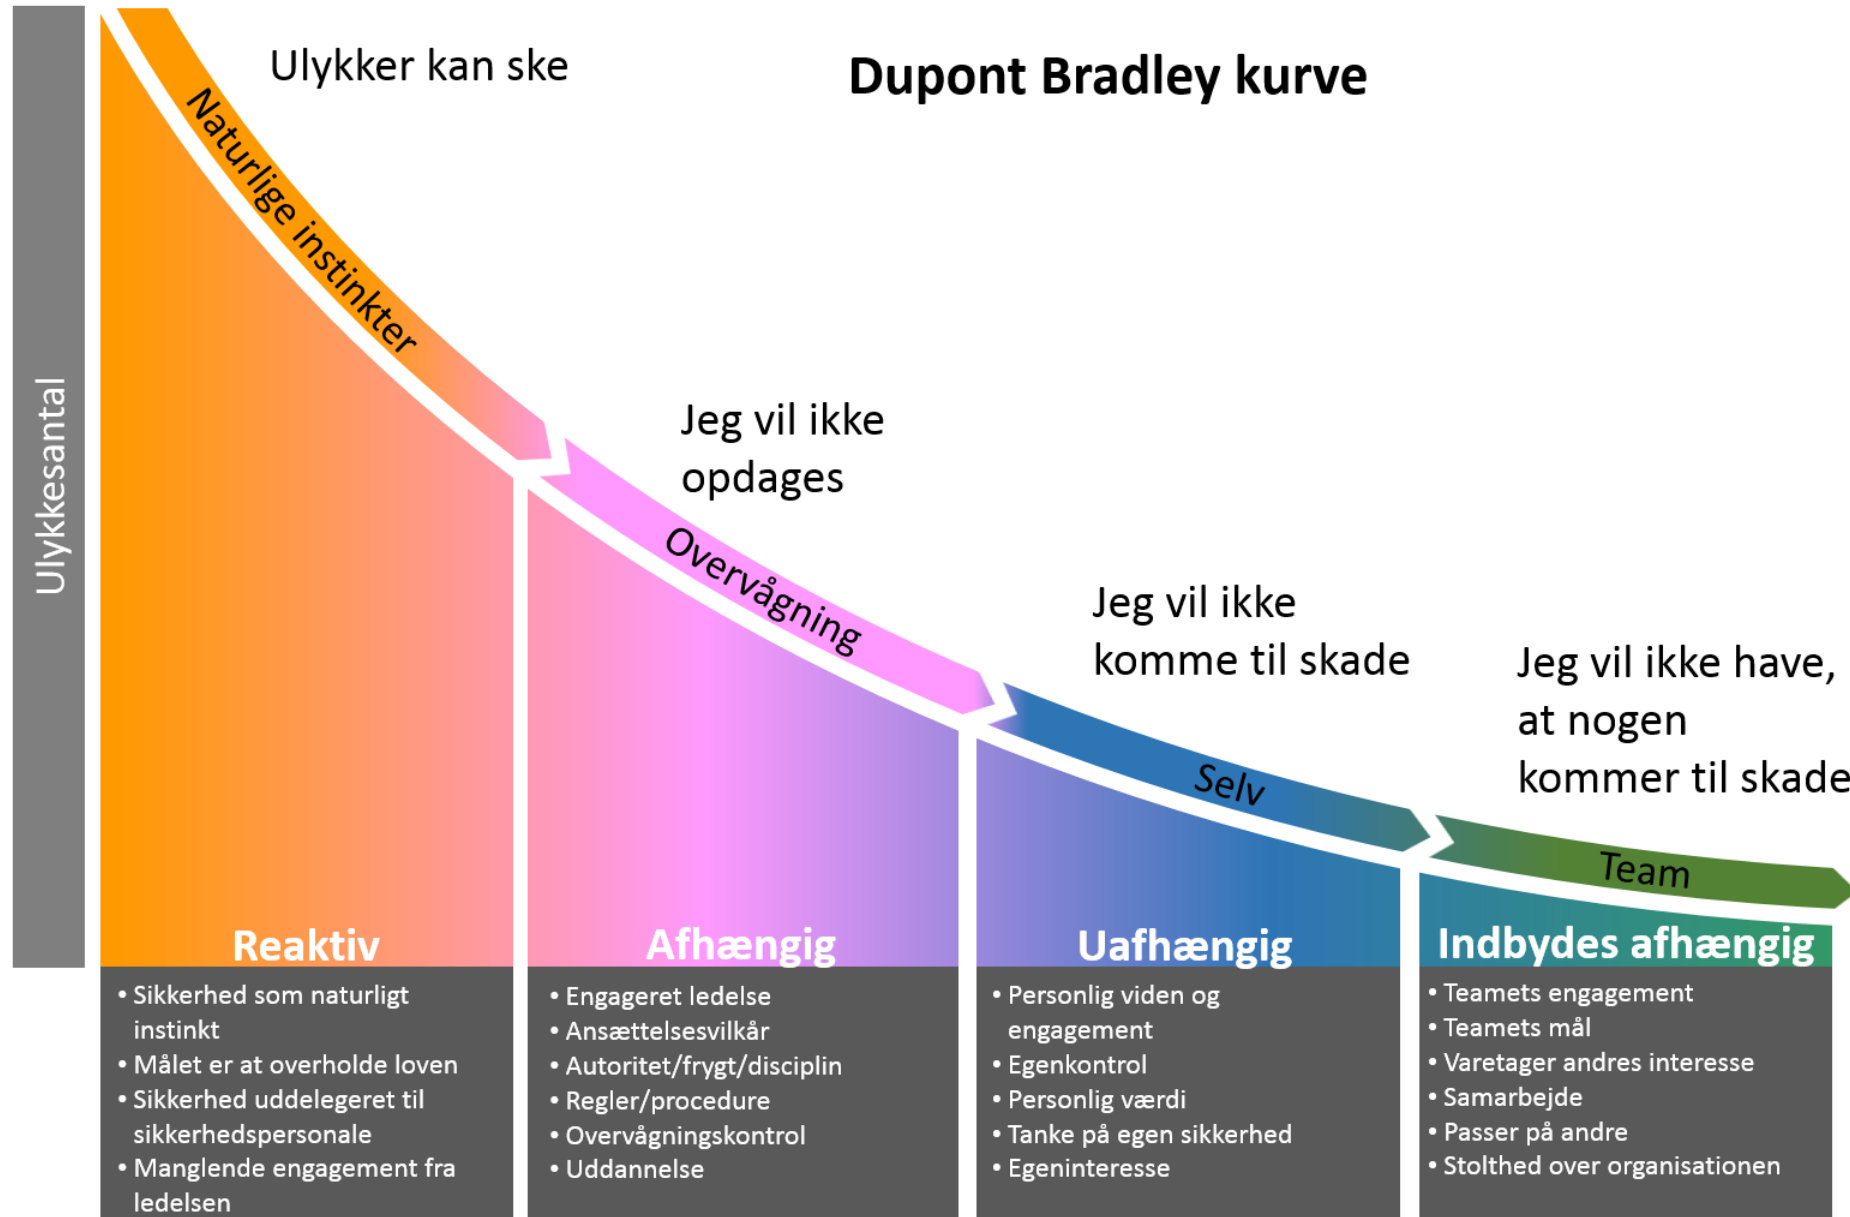 Dupont Bradley kurve
Ulykkesantal
Ulykker kan ske
Naturlige instinkter
Jeg vil ikke
opdages
Overvågning
Jeg vil ikke
komme til skade
Selv
Jeg vil ikke have,
at nogen
kommer til skade
Team
Reaktiv
• Sikkerhed som naturligt
instinkt
• Målet er at overholde loven
• Sikkerhed uddelegeret til
sikkerhedspersonale
• Manglende engagement fra
ledelsen
Afhængig
• Engageret ledelse
• Ansættelsesvilkår
• Autoritet/frygt/disciplin
• Regler/procedure
• Overvågningskontrol
• Uddannelse
Uafhængig
• Personlig viden og
engagement
• Egenkontrol
• Personlig værdi
• Tanke på egen sikkerhed
• Egeninteresse
Indbydes afhængig
• Teamets engagement
• Teamets mål
• Varetager andres interesse
• Samarbejde
• Passer på andre
• Stolthed over organisationen